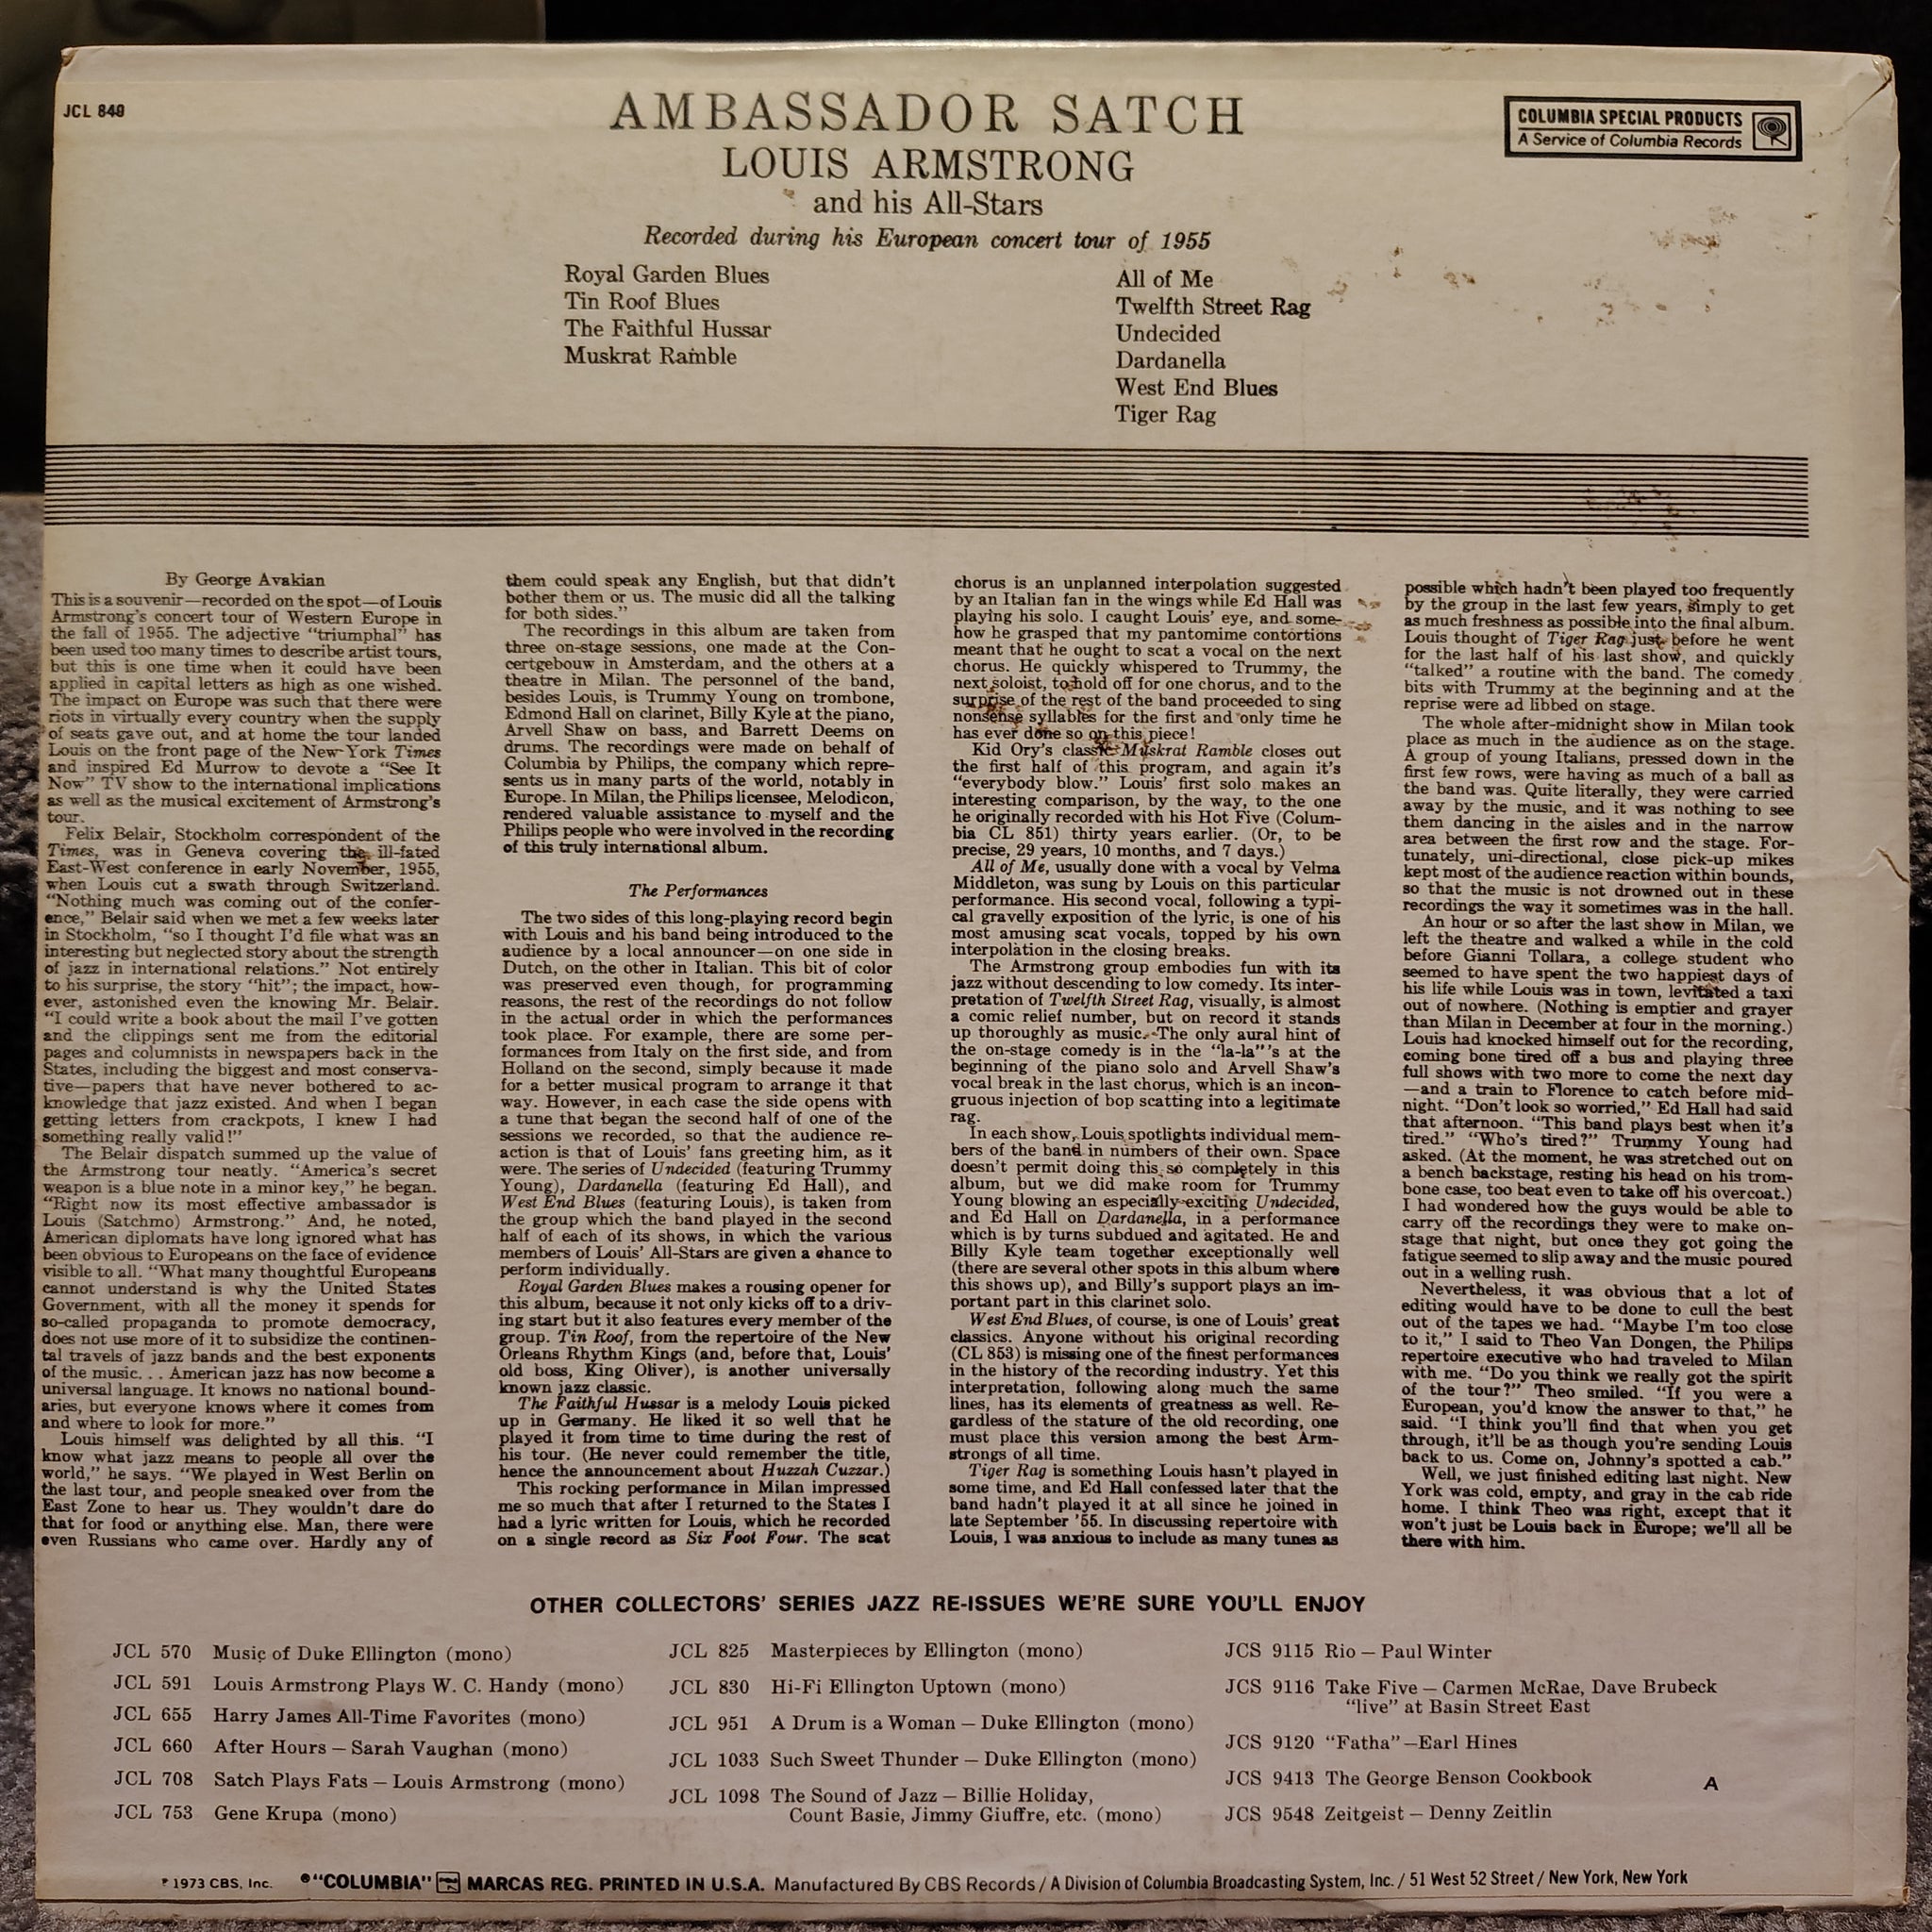 JCL 840
AMBASSADOR SATCH
LOUIS ARMSTRONG
and his All-Stars
Recorded during his European concert tour of 1955
COLUMBIA SPECIAL PRODUCTS
A Service of Columbia Records
Royal Garden Blues
Tin Roof Blues
The Faithful Hussar
Muskrat Ramble
All of Me
Twelfth Street Rag
Undecided
Dardanella
West End Blues
Tiger Rag
By George Avakian
This is a souvenir—recorded on the spot—of Louis
Armstrong's concert tour of Western Europe in
the fall of 1955. The adjective "triumphal" has
been used too many times to describe artist tours,
but this is one time when it could have been
applied in capital letters as high as one wished.
The impact on Europe was such that there were
riots in virtually every country when the supply
of seats gave out, and at home the tour landed
Louis on the front page of the New York Times
and inspired Ed Murrow to devote a "See It
Now" TV show to the international implications
as well as the musical excitement of Armstrong's
tour.
Felix Belair, Stockholm correspondent of the
Times, was in Geneva covering the ill-fated
East-West conference in early November, 1955,
when Louis cut a swath through Switzerland.
"Nothing much was coming out of the confer-
ence," Belair said when we met a few weeks later
in Stockholm, "so I thought I'd file what was an
interesting but neglected story about the strength
of jazz in international relations." Not entirely
to his surprise, the story "hit"; the impact, how-
ever, astonished even the knowing Mr. Belair.
"I could write a book about the mail I've gotten
and the clippings sent me from the editorial
pages and columnists in newspapers back in the
States, including the biggest and most conserva-
tive—papers that have never bothered to ac-
knowledge that jazz existed. And when I began
getting letters from crackpots, I knew I had
something really valid!"
The Belair dispatch summed up the value of
the Armstrong tour neatly. "America's secret
weapon is a blue note in a minor key," he began.
"Right now its most effective ambassador is
Louis (Satchmo) Armstrong." And, he noted,
American diplomats have long ignored what has
been obvious to Europeans on the face of evidence
visible to all. "What many thoughtful Europeans
cannot understand is why the United States
Government, with all the money it spends for
so-called propaganda to promote democracy,
does not use more of it to subsidize the continen-
tal travels of jazz bands and the best exponents
of the music. . . American jazz has now become a
universal language. It knows no national bound-
aries, but everyone knows where it comes from
and where to look for more."
Louis himself was delighted by all this. "I
know what jazz means to people all over the
world," he says. "We played in West Berlin on
the last tour, and people sneaked over from the
East Zone to hear us. They wouldn't dare do
that for food or anything else. Man, there were
even Russians who came over. Hardly any of
them could speak any English, but that didn't
bother them or us. The music did all the talking
for both sides."
The recordings in this album are taken from
three on-stage sessions, one made at the Con-
certgebouw in Amsterdam, and the others at a
theatre in Milan. The personnel of the band,
besides Louis, is Trummy Young on trombone,
Edmond Hall on clarinet, Billy Kyle at the piano,
Arvell Shaw on bass, and Barrett Deems on
drums. The recordings were made on behalf of
Columbia by Philips, the company which repre-
sents us in many parts of the world, notably in
Europe. In Milan, the Philips licensee, Melodicon,
rendered valuable assistance to myself and the
Philips people who were involved in the recording
of this truly international album.
The Performances
The two sides of this long-playing record begin
with Louis and his band being introduced to the
audience by a local announcer—on one side in
Dutch, on the other in Italian. This bit of color
was preserved even though, for programming
reasons, the rest of the recordings do not follow
in the actual order in which the performances
took place. For example, there are some per-
formances from Italy on the first side, and from
Holland on the second, simply because it made
for a better musical program to arrange it that
way. However, in each case the side opens with
a tune that began the second half of one of the
sessions we recorded, so that the audience re-
action is that of Louis' fans greeting him, as it
were. The series of Undecided (featuring Trummy
Young), Dardanella (featuring Ed Hall), and
West End Blues (featuring Louis), is taken from
the group which the band played in the second
half of each of its shows, in which the various
members of Louis' All-Stars are given a chance to
perform individually.
Royal Garden Blues makes a rousing opener for
this album, because it not only kicks off to a driv-
ing start but it also features every member of the
group. Tin Roof, from the repertoire of the New
Orleans Rhythm Kings (and, before that, Louis'
old boss, King Oliver), is another universally
known jazz classic.
The Faithful Hussar is a melody Louis picked
up in Germany. He liked it so well that he
played it from time to time during the rest of
his tour. (He never could remember the title,
hence the announcement about Huzzah Cuzzar.)
This rocking performance in Milan impressed
me so much that after I returned to the States I
had a lyric written for Louis, which he recorded
on a single record as Six Foot Four. The scat
chorus is an unplanned interpolation suggested
by an Italian fan in the wings while Ed Hall was
playing his solo. I caught Louis' eye, and some-
how he grasped that my pantomime contortions
meant that he ought to scat a vocal on the next
chorus. He quickly whispered to Trummy, the
next soloist, to hold off for one chorus, and to the
surprise of the rest of the band proceeded to sing
nonsense syllables for the first and only time he
has ever done so on this piece!
Kid Ory's classic Muskrat Ramble closes out
the first half of this program, and again it's
"everybody blow." Louis' first solo makes an
interesting comparison, by the way, to the one
he originally recorded with his Hot Five (Colum-
bia CL 851) thirty years earlier. (Or, to be
precise, 29 years, 10 months, and 7 days.)
All of Me, usually done with a vocal by Velma
Middleton, was sung by Louis on this particular
performance. His second vocal, following a typi-
cal gravelly exposition of the lyric, is one of his
most amusing scat vocals, topped by his own
interpolation in the closing breaks.
The Armstrong group embodies fun with its
jazz without descending to low comedy. Its inter-
pretation of Twelfth Street Rag, visually, is almost
a comic relief number, but on record it stands
up thoroughly as music. The only aural hint of
the on-stage comedy is in the "la-la"'s at the
beginning of the piano solo and Arvell Shaw's
vocal break in the last chorus, which is an incon-
gruous injection of bop scatting into a legitimate
rag.
In each show, Louis spotlights individual mem-
bers of the band in numbers of their own. Space
doesn't permit doing this so completely in this
album, but we did make room for Trummy
Young blowing an especially exciting Undecided,
and Ed Hall on Dardanella, in a performance
which is by turns subdued and agitated. He and
Billy Kyle team together exceptionally well
(there are several other spots in this album where
this shows up), and Billy's support plays an im-
portant part in this clarinet solo.
West End Blues, of course, is one of Louis' great
classics. Anyone without his original recording
(CL 853) is missing one of the finest performances
in the history of the recording industry. Yet this
interpretation, following along much the same
lines, has its elements of greatness as well. Re-
gardless of the stature of the old recording, one
must place this version among the best Arm-
strongs of all time.
Tiger Rag is something Louis hasn't played in
some time, and Ed Hall confessed later that the
band hadn't played it at all since he joined in
late September '55. In discussing repertoire with
Louis, I was anxious to include as many tunes as
possible which hadn't been played too frequently
by the group in the last few years, simply to get
as much freshness as possible into the final album.
Louis thought of Tiger Rag just before he went
for the last half of his last show, and quickly
"talked" a routine with the band. The comedy
bits with Trummy at the beginning and at the
reprise were ad libbed on stage.
The whole after-midnight show in Milan took
place as much in the audience as on the stage.
A group of young Italians, pressed down in the
first few rows, were having as much of a ball as
the band was. Quite literally, they were carried
away by the music, and it was nothing to see
them dancing in the aisles and in the narrow
area between the first row and the stage. For-
tunately, uni-directional, close pick-up mikes
kept most of the audience reaction within bounds,
so that the music is not drowned out in these
recordings the way it sometimes was in the hall.
An hour or so after the last show in Milan, we
left the theatre and walked a while in the cold
before Gianni Tollara, a college student who
seemed to have spent the two happiest days of
his life while Louis was in town, levitated a taxi
out of nowhere. (Nothing is emptier and grayer
than Milan in December at four in the morning.)
Louis had knocked himself out for the recording,
coming bone tired off a bus and playing three
full shows with two more to come the next day
—and a train to Florence to catch before mid-
night. "Don't look so worried," Ed Hall had said
that afternoon. "This band plays best when it's
tired." "Who's tired?" Trummy Young had
asked. (At the moment, he was stretched out on
a bench backstage, resting his head on his trom-
bone case, too beat even to take off his overcoat.)
I had wondered how the guys would be able to
carry off the recordings they were to make on-
stage that night, but once they got going the
fatigue seemed to slip away and the music poured
out in a welling rush.
Nevertheless, it was obvious that a lot of
editing would have to be done to cull the best
out of the tapes we had. "Maybe I'm too close
to it," I said to Theo Van Dongen, the Philips
repertoire executive who had traveled to Milan
with me. "Do you think we really got the spirit
of the tour?" Theo smiled. "If you were a
European, you'd know the answer to that," he
said. "I think you'll find that when you get
through, it'll be as though you're sending Louis
back to us. Come on, Johnny's spotted a cab."
Well, we just finished editing last night. New
York was cold, empty, and gray in the cab ride
home. I think Theo was right, except that it
won't just be Louis back in Europe; we'll all be
there with him.
OTHER COLLECTORS' SERIES JAZZ RE-ISSUES WE'RE SURE YOU'LL ENJOY
JCL 570 Music of Duke Ellington (mono)
JCL 591 Louis Armstrong Plays W. C. Handy (mono)
JCL 655 Harry James All-Time Favorites (mono)
JCL 660 After Hours – Sarah Vaughan (mono)
JCL 708 Satch Plays Fats – Louis Armstrong (mono)
JCL 753 Gene Krupa (mono)
JCL 825 Masterpieces by Ellington (mono)
JCL 830 Hi-Fi Ellington Uptown (mono)
JCL 951 A Drum is a Woman – Duke Ellington (mono)
JCL 1033 Such Sweet Thunder – Duke Ellington (mono)
JCL 1098 The Sound of Jazz – Billie Holiday,
Count Basie, Jimmy Giuffre, etc. (mono)
JCS 9115 Rio – Paul Winter
JCS 9116 Take Five – Carmen McRae, Dave Brubeck
"live" at Basin Street East
JCS 9120 "Fatha" –Earl Hines
JCS 9413 The George Benson Cookbook
JCS 9548 Zeitgeist – Denny Zeitlin
A
℗ 1973 CBS, Inc. ®"COLUMBIA" MARCAS REG. PRINTED IN U.S.A. Manufactured By CBS Records / A Division of Columbia Broadcasting System, Inc. / 51 West 52 Street / New York, New York